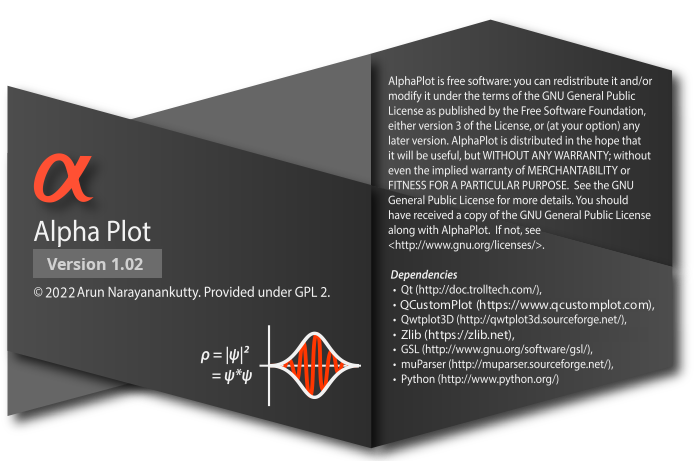 α
Alpha Plot
Version 1.02
© 2022 Arun Narayanankutty. Provided under GPL 2.
ρ = |ψ|²
= ψ*ψ
AlphaPlot is free software: you can redistribute it and/or
modify it under the terms of the GNU General Public
License as published by the Free Software Foundation,
either version 3 of the License, or (at your option) any
later version. AlphaPlot is distributed in the hope that
it will be useful, but WITHOUT ANY WARRANTY; without
even the implied warranty of MERCHANTABILITY or
FITNESS FOR A PARTICULAR PURPOSE. See the GNU
General Public License for more details. You should
have received a copy of the GNU General Public License
along with AlphaPlot. If not, see
<http://www.gnu.org/licenses/>.
Dependencies
• Qt (http://doc.trolltech.com/),
• QCustomPlot (https://www.qcustomplot.com),
• Qwtplot3D (http://qwtplot3d.sourceforge.net/),
• Zlib (https://zlib.net),
• GSL (http://www.gnu.org/software/gsl/),
• muParser (http://muparser.sourceforge.net/),
• Python (http://www.python.org/)